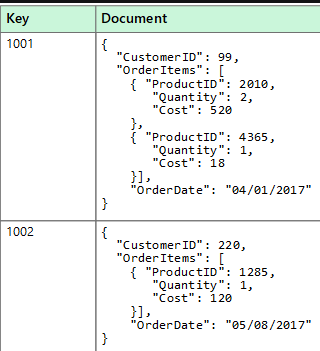 Key Document
1001 {
"CustomerID": 99,
"OrderItems": [
{ "ProductID": 2010,
"Quantity": 2,
"Cost": 520
},
{ "ProductID": 4365,
"Quantity": 1,
"Cost": 18
}],
"OrderDate": "04/01/2017"
}
1002 {
"CustomerID": 220,
"OrderItems": [
{ "ProductID": 1285,
"Quantity": 1,
"Cost": 120
}],
"OrderDate": "05/08/2017"
}